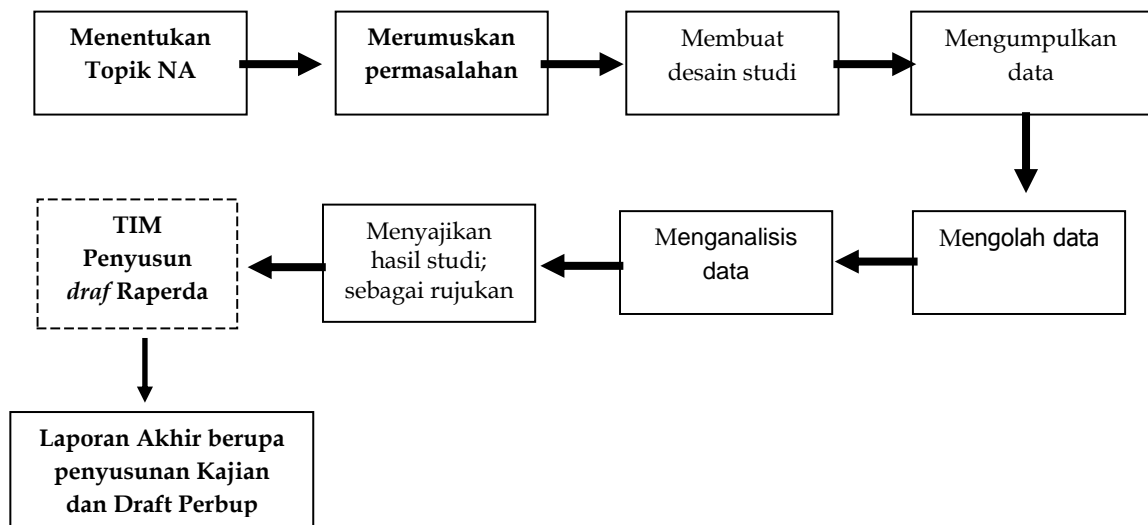 Menentukan
Topik NA
Merumuskan
permasalahan
Membuat
desain studi
Mengumpulkan
data
TIM
Penyusun
draf Raperda
Menyajikan
hasil studi;
sebagai rujukan
Menganalisis
data
Mengolah data
Laporan Akhir berupa
penyusunan Kajian
dan Draft Perbup